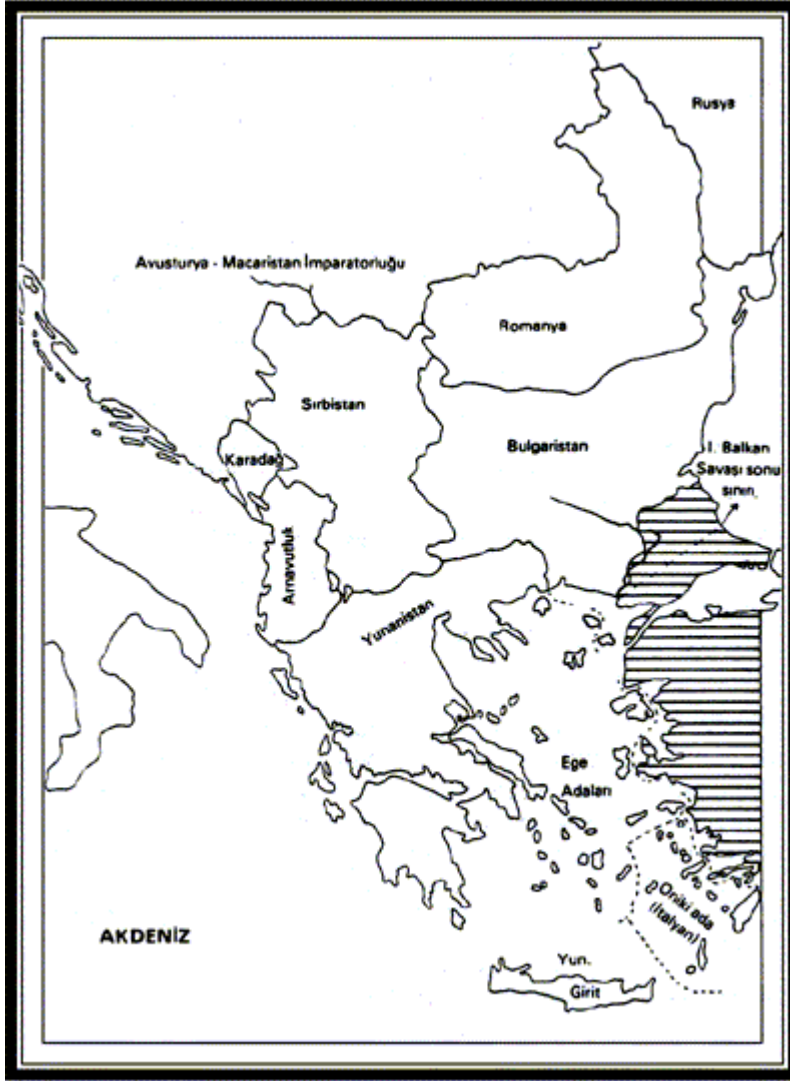 Rusya
Avusturya - Macaristan İmparatorluğu
Romanya
Sırbistan
Bulgaristan
I. Balkan
Savaşı sonu
sınırı
Karadağ
Arnavutluk
Yunanistan
Ege
Adaları
Oniki ada
(İtalyan)
AKDENİZ
Yun.
Girit